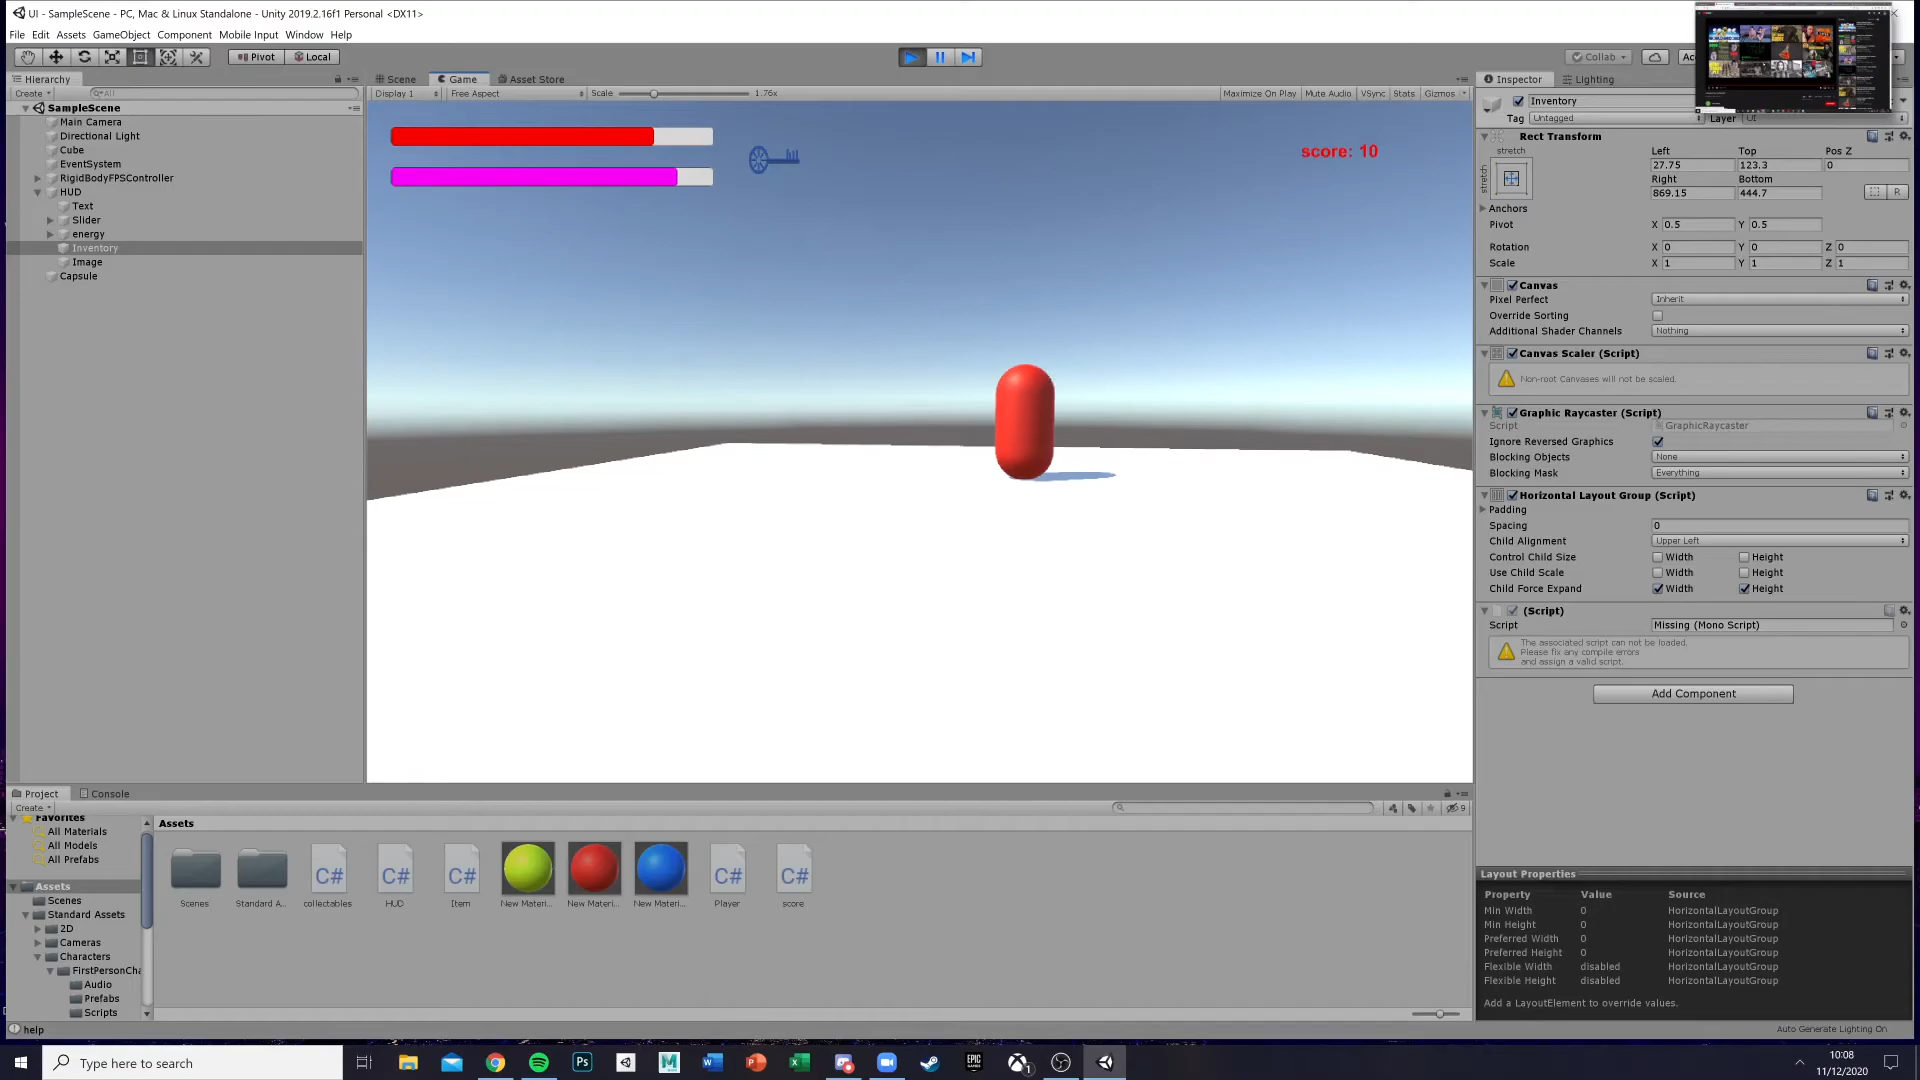 UI - SampleScene - PC, Mac & Linux Standalone - Unity 2019.2.16f1 Personal <DX11>
File Edit Assets GameObject Component Mobile Input Window Help
Pivot Local
Collab
Hierarchy
Create
All
SampleScene
Main Camera
Directional Light
Cube
EventSystem
RigidBodyFPSController
HUD
Text
Slider
energy
Inventory
Image
Capsule
Scene Game Asset Store
Display 1 Free Aspect Scale 1.76x Maximize On Play Mute Audio VSync Stats Gizmos
score: 10
Inspector Lighting
Inventory
Tag Untagged Layer UI
Rect Transform
stretch
stretch
Left Top Pos Z
27.75 123.3 0
Right Bottom
869.15 444.7
R
Anchors
Pivot X 0.5 Y 0.5
Rotation X 0 Y 0 Z 0
Scale X 1 Y 1 Z 1
Canvas
Pixel Perfect Inherit
Override Sorting
Additional Shader Channels Nothing
Canvas Scaler (Script)
Non-root Canvases will not be scaled.
Graphic Raycaster (Script)
Script GraphicRaycaster
Ignore Reversed Graphics
Blocking Objects None
Blocking Mask Everything
Horizontal Layout Group (Script)
Padding
Spacing 0
Child Alignment Upper Left
Control Child Size Width Height
Use Child Scale Width Height
Child Force Expand Width Height
(Script)
Script Missing (Mono Script)
The associated script can not be loaded.
Please fix any compile errors
and assign a valid script.
Add Component
Layout Properties
Property Value Source
Min Width 0 HorizontalLayoutGroup
Min Height 0 HorizontalLayoutGroup
Preferred Width 0 HorizontalLayoutGroup
Preferred Height 0 HorizontalLayoutGroup
Flexible Width disabled HorizontalLayoutGroup
Flexible Height disabled HorizontalLayoutGroup
Add a LayoutElement to override values.
Auto Generate Lighting On
Project Console
Create
9
Favorites
All Materials
All Models
All Prefabs
Assets
Scenes
Standard Assets
2D
Cameras
Characters
FirstPersonCha
Audio
Prefabs
Scripts
Assets
C# C# C# C# C#
Scenes Standard A... collectables HUD Item New Materi... New Materi... New Materi... Player score
help
Type here to search
10:08
11/12/2020